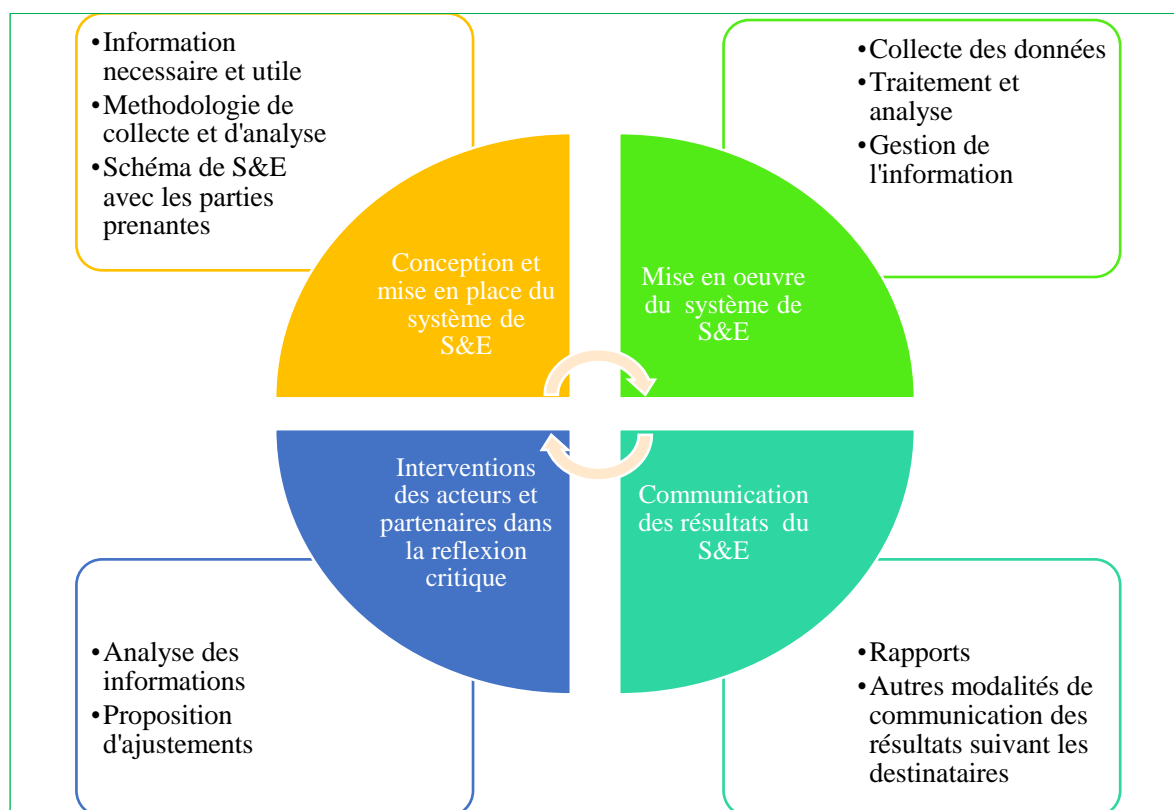 •Information
necessaire et utile
•Methodologie de
collecte et d'analyse
•Schéma de S&E
avec les parties
prenantes
•Collecte des données
•Traitement et
analyse
•Gestion de
l'information
Conception et
mise en place du
système de
S&E
Mise en oeuvre
du système de
S&E
Interventions
des acteurs et
partenaires dans
la reflexion
critique
Communication
des résultats du
S&E
•Analyse des
informations
•Proposition
d'ajustements
•Rapports
•Autres modalités de
communication des
résultats suivant les
destinataires